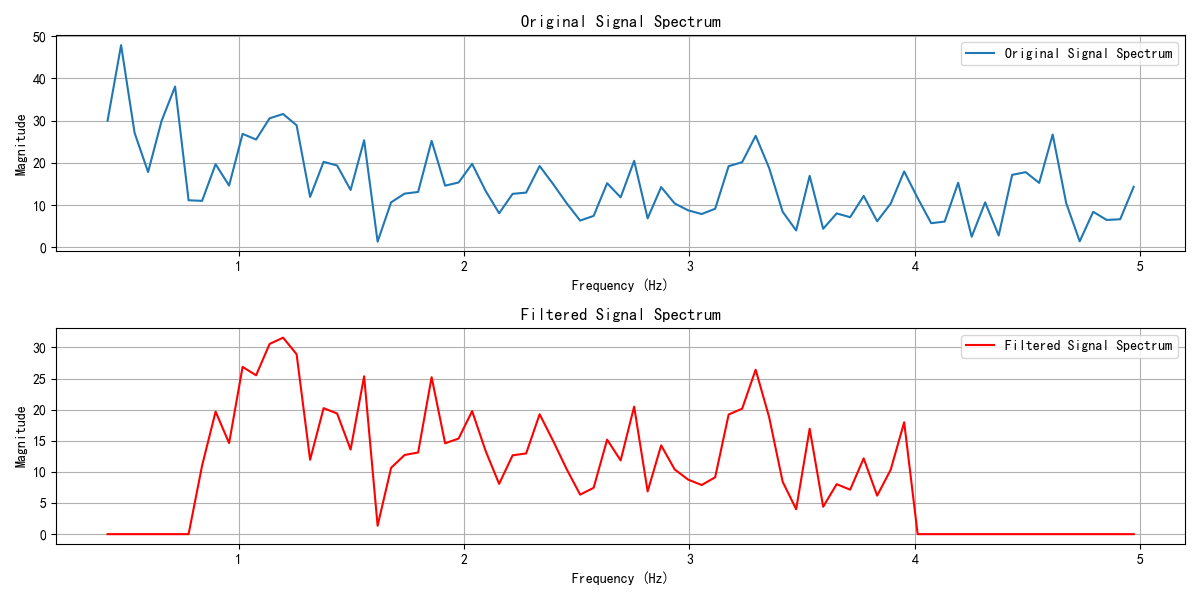 Original Signal Spectrum
50
40
30
20
10
0
Magnitude
Original Signal Spectrum
1
2
3
4
5
Frequency (Hz)
Filtered Signal Spectrum
30
25
20
15
10
5
0
Magnitude
Filtered Signal Spectrum
1
2
3
4
5
Frequency (Hz)